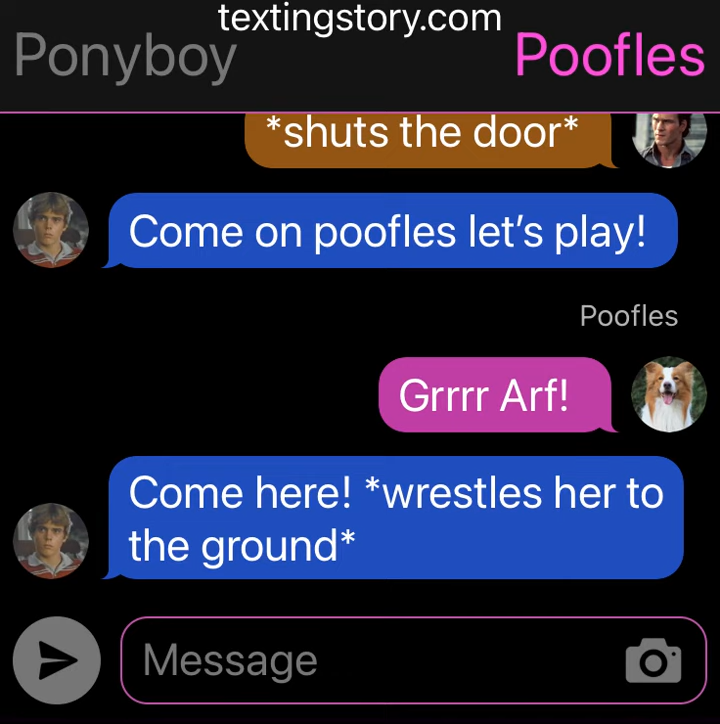 textingstory.com
Ponyboy
Poofles
*shuts the door*
Come on poofles let’s play!
Poofles
Grrrr Arf!
Come here! *wrestles her to
the ground*
Message